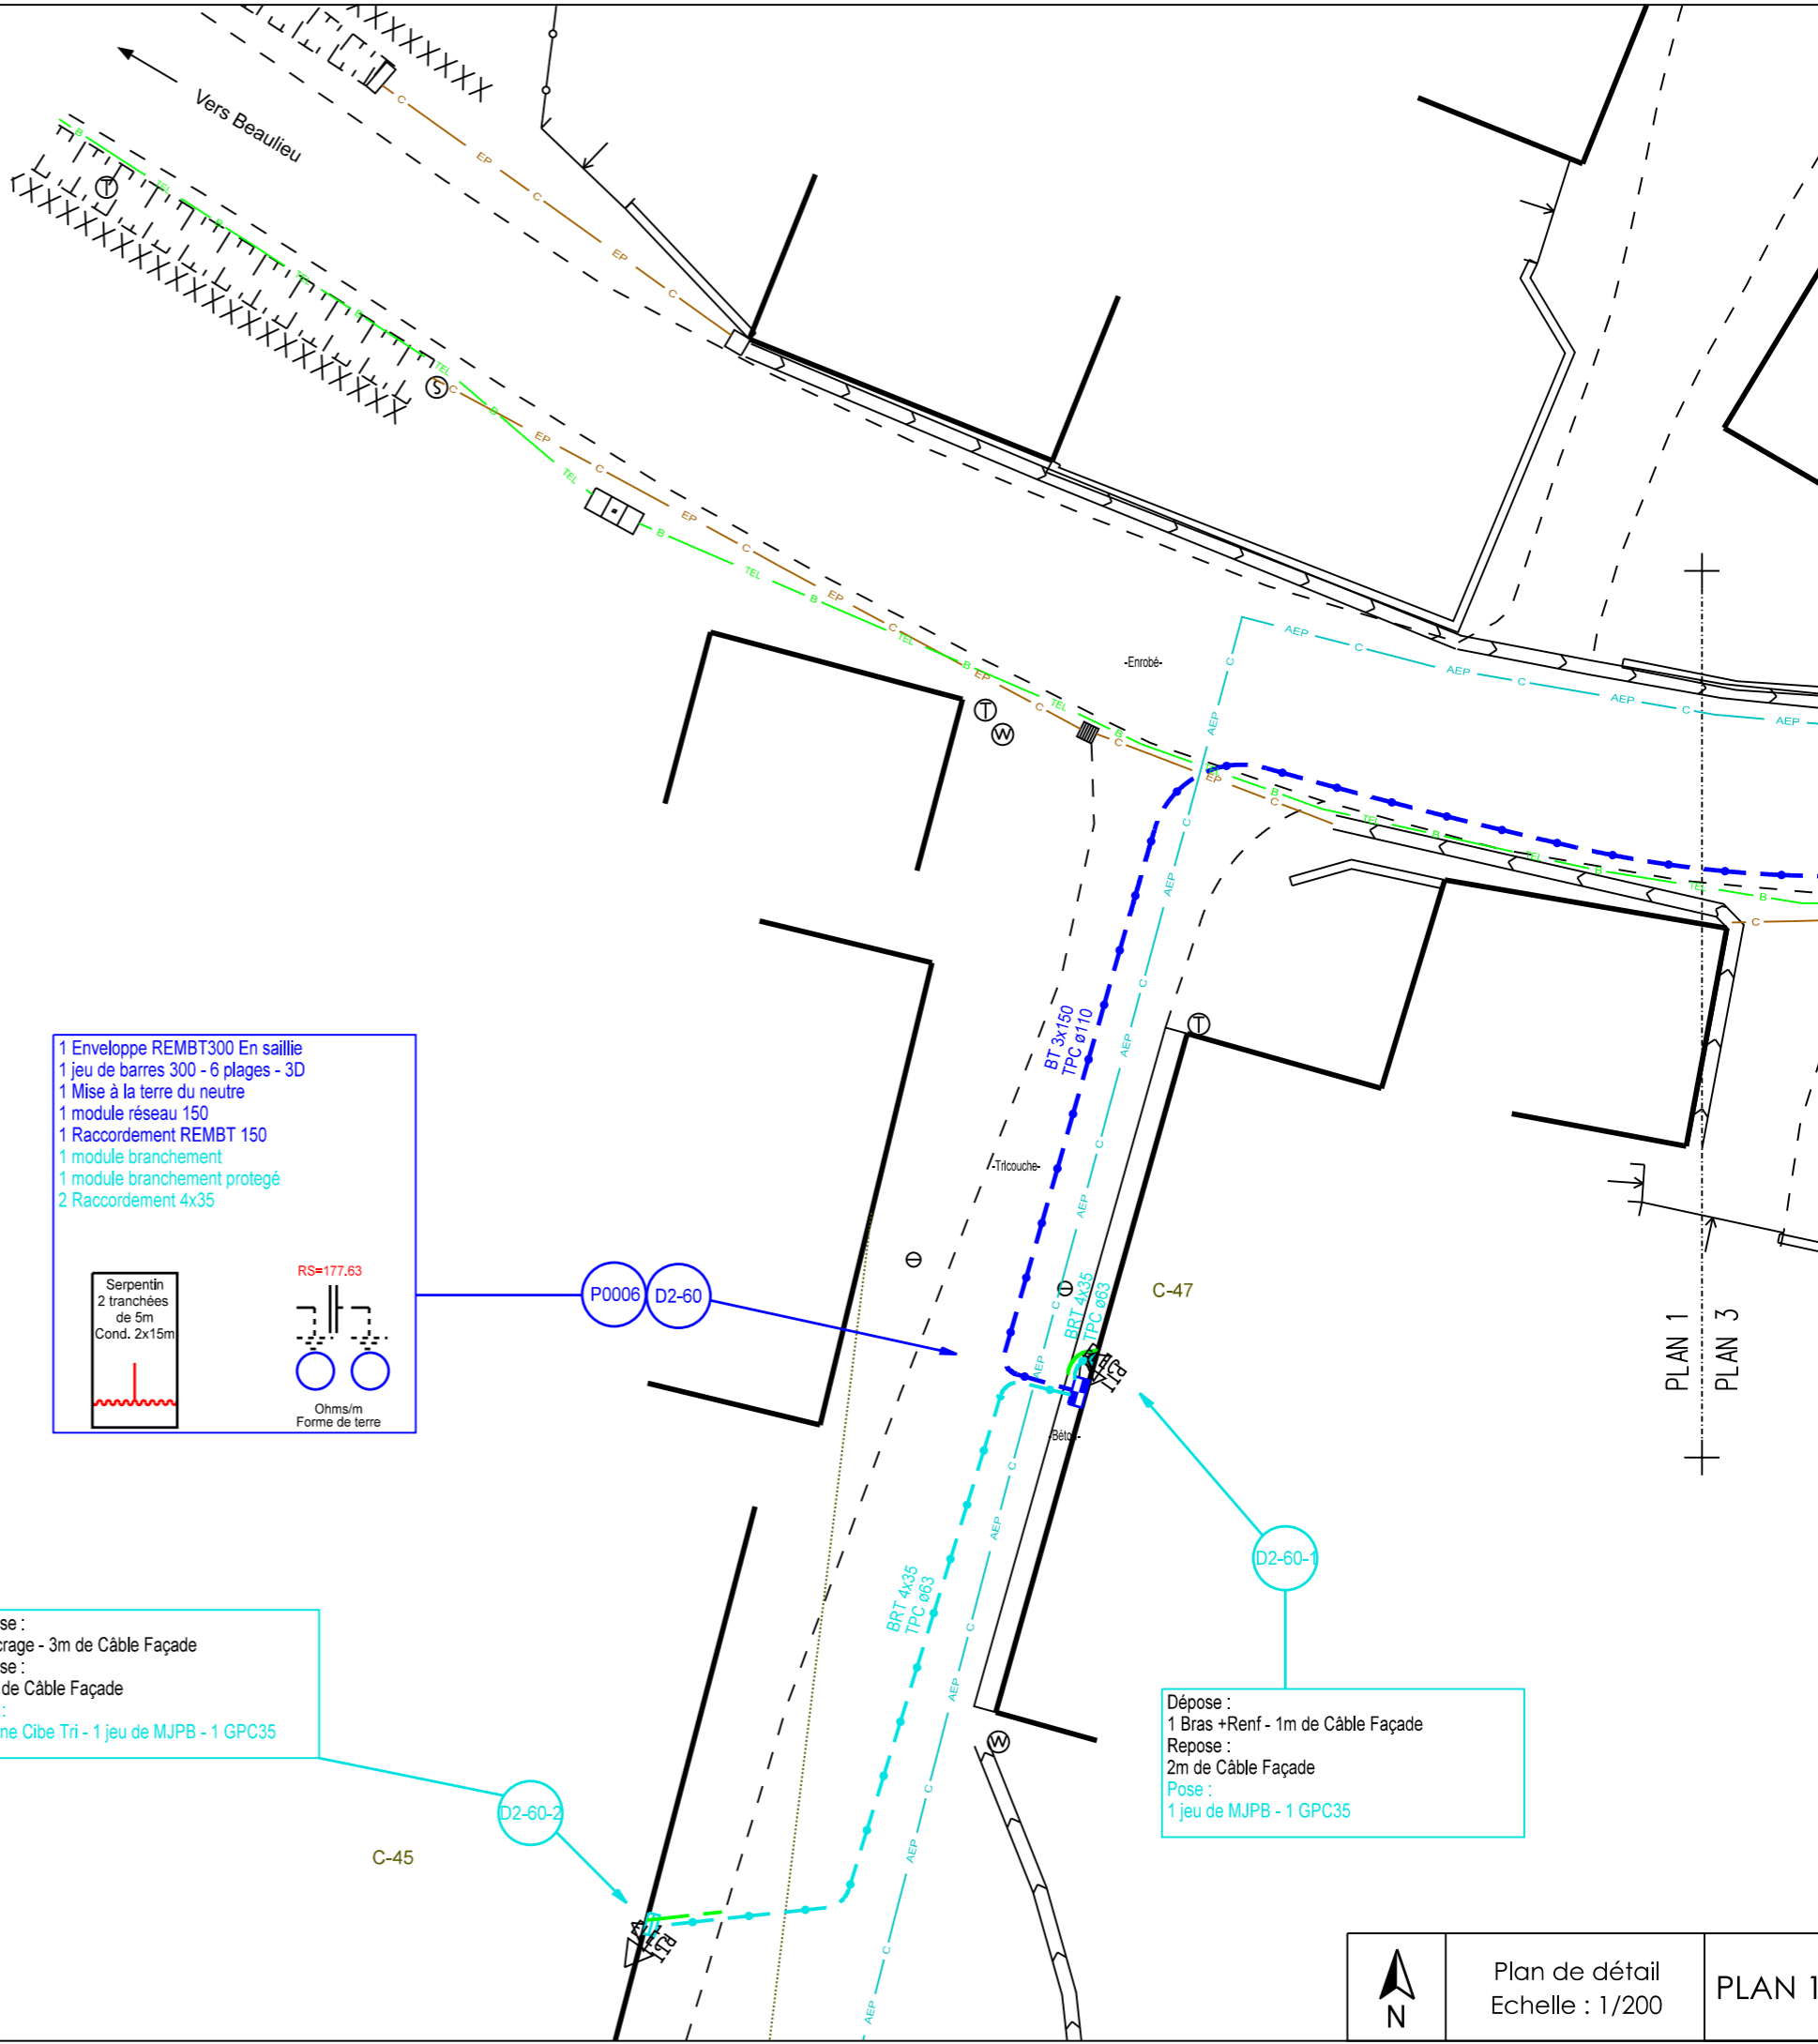 Vers Beaulieu
-Enrobé-
BT 3x150
TPC ø110
-Tricouche-
1 Enveloppe REMBT300 En saillie
1 jeu de barres 300 - 6 plages - 3D
1 Mise à la terre du neutre
1 module réseau 150
1 Raccordement REMBT 150
1 module branchement
1 module branchement protegé
2 Raccordement 4x35
Serpentin
2 tranchées
de 5m
Cond. 2x15m
RS=177.63
Ohms/m
Forme de terre
P0006
D2-60
BRT 4x35
TPC ø63
C-47
PLAN 1
PLAN 3
-Béton-
D2-60-1
BRT 4x35
TPC ø63
se :
crage - 3m de Câble Façade
se :
de Câble Façade
:
ne Cibe Tri - 1 jeu de MJPB - 1 GPC35
Dépose :
1 Bras +Renf - 1m de Câble Façade
Repose :
2m de Câble Façade
Pose :
1 jeu de MJPB - 1 GPC35
D2-60-2
C-45
N
Plan de détail
Echelle : 1/200
PLAN 1